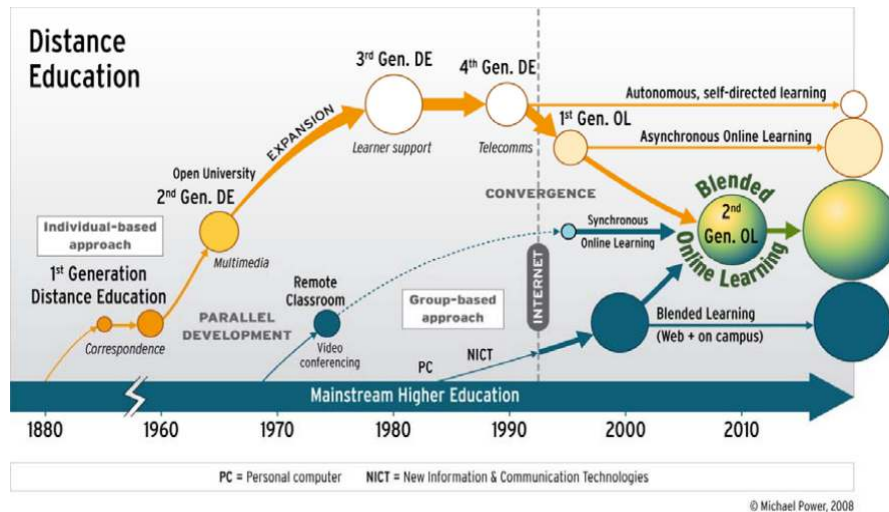 Distance
Education
3rd Gen. DE
4th Gen. DE
Autonomous, self-directed learning
1st Gen. OL
Asynchronous Online Learning
EXPANSION
Learner support
Telecomms
Open University
2nd Gen. DE
Multimedia
CONVERGENCE
Blended
Online Learning
2nd
Gen. OL
Individual-based
approach
Synchronous
Online Learning
1st Generation
Distance Education
Correspondence
PARALLEL
DEVELOPMENT
Remote
Classroom
Video
conferencing
Group-based
approach
INTERNET
PC
NICT
Blended Learning
(Web + on campus)
Mainstream Higher Education
1880
1960
1970
1980
1990
2000
2010
PC = Personal computer
NICT = New Information & Communication Technologies
© Michael Power, 2008